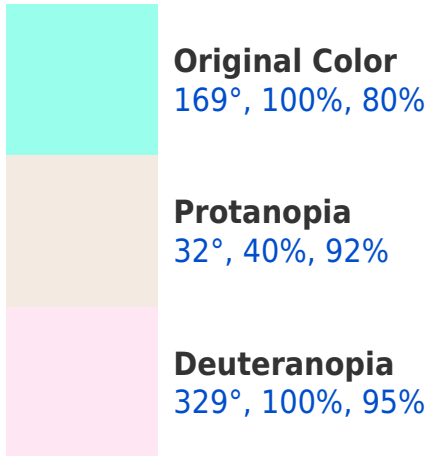 Original Color
169°, 100%, 80%
Protanopia
32°, 40%, 92%
Deuteranopia
329°, 100%, 95%